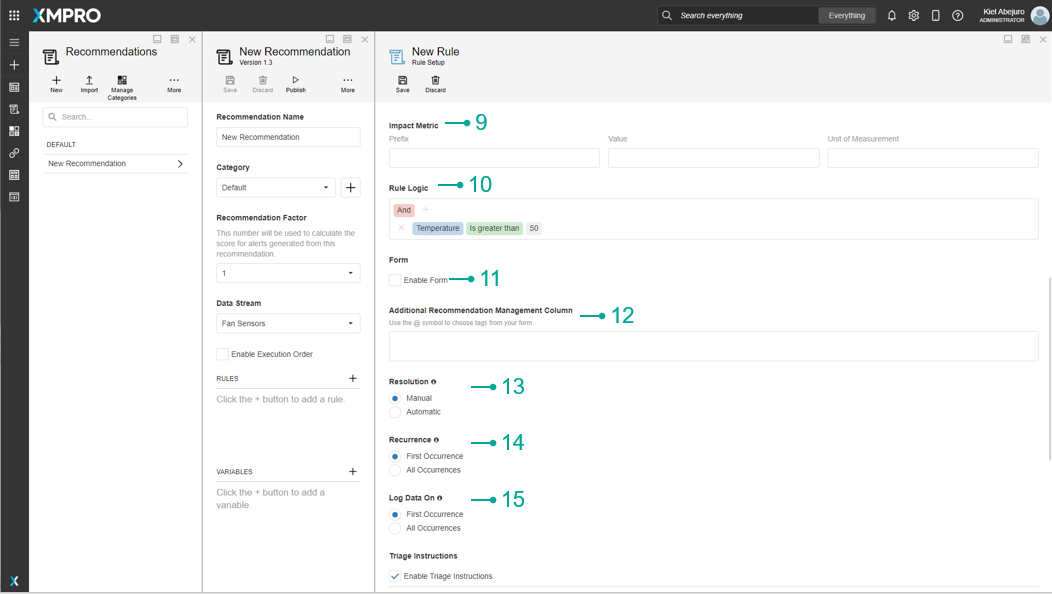 XMPRO
Search everything
Everything
Kiel Abejuro
ADMINISTRATOR
Recommendations
New
Import
Manage
Categories
More
Search...
DEFAULT
New Recommendation
New Recommendation
Version 1.3
Save
Discard
Publish
More
Recommendation Name
New Recommendation
Category
Default
Recommendation Factor
This number will be used to calculate the
score for alerts generated from this
recommendation.
1
Data Stream
Fan Sensors
Enable Execution Order
RULES
Click the + button to add a rule.
VARIABLES
Click the + button to add a
variable.
New Rule
Rule Setup
Save
Discard
Impact Metric 9
Prefix
Value
Unit of Measurement
Rule Logic 10
And +
Temperature Is greater than 50
Form
Enable Form 11
Additional Recommendation Management Column 12
Use the @ symbol to choose tags from your form.
Resolution 13
Manual
Automatic
Recurrence 14
First Occurrence
All Occurrences
Log Data On 15
First Occurrence
All Occurrences
Triage Instructions
Enable Triage Instructions
X